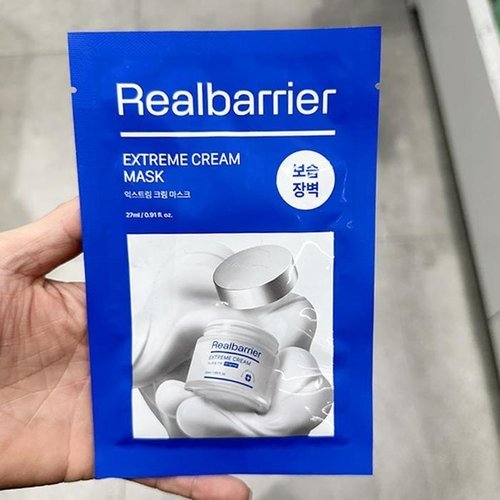 Realbarrier
EXTREME CREAM
MASK
익스트림 크림 마스크
27ml / 0.91 fl. oz.
보습
장벽
Realbarrier
EXTREME CREAM